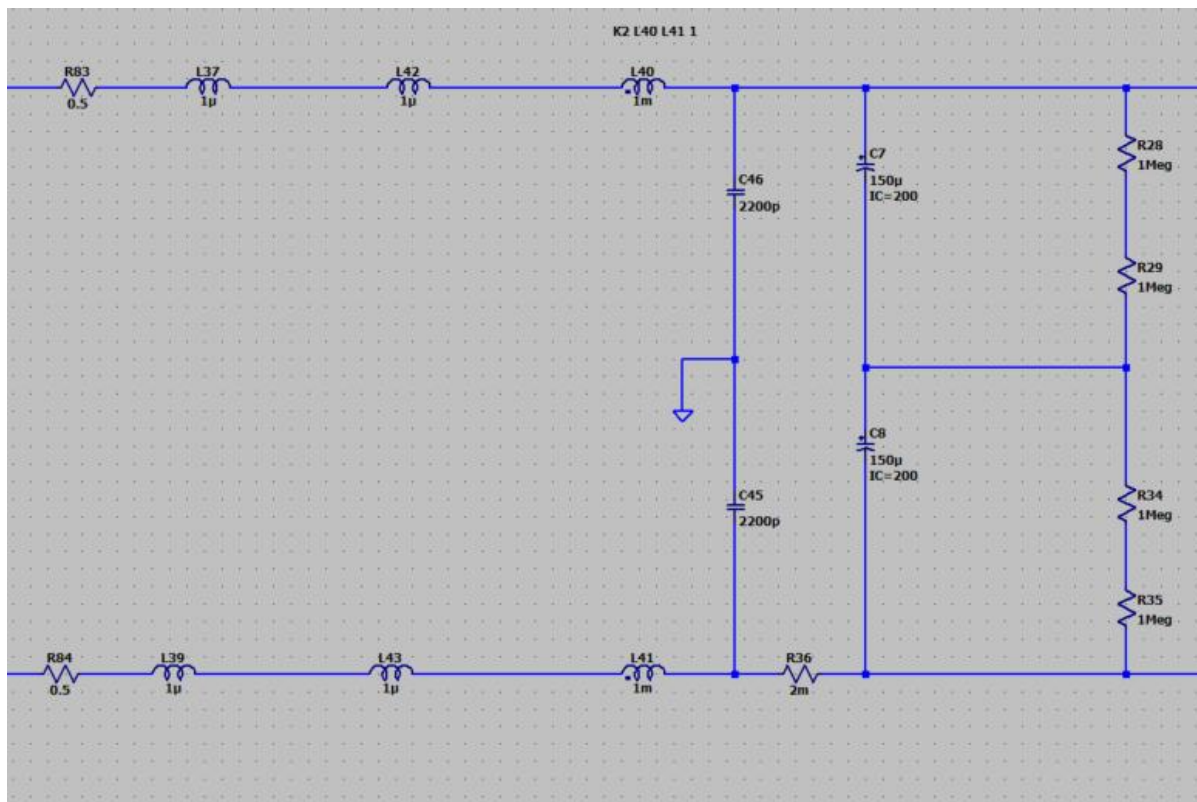 K2 L40 L41 1
R83
0.5
L37
1µ
L42
1µ
L40
1m
C46
2200p
C7
150µ
IC=200
R28
1Meg
R29
1Meg
C8
150µ
IC=200
C45
2200p
R34
1Meg
R35
1Meg
R84
0.5
L39
1µ
L43
1µ
L41
1m
R36
2m